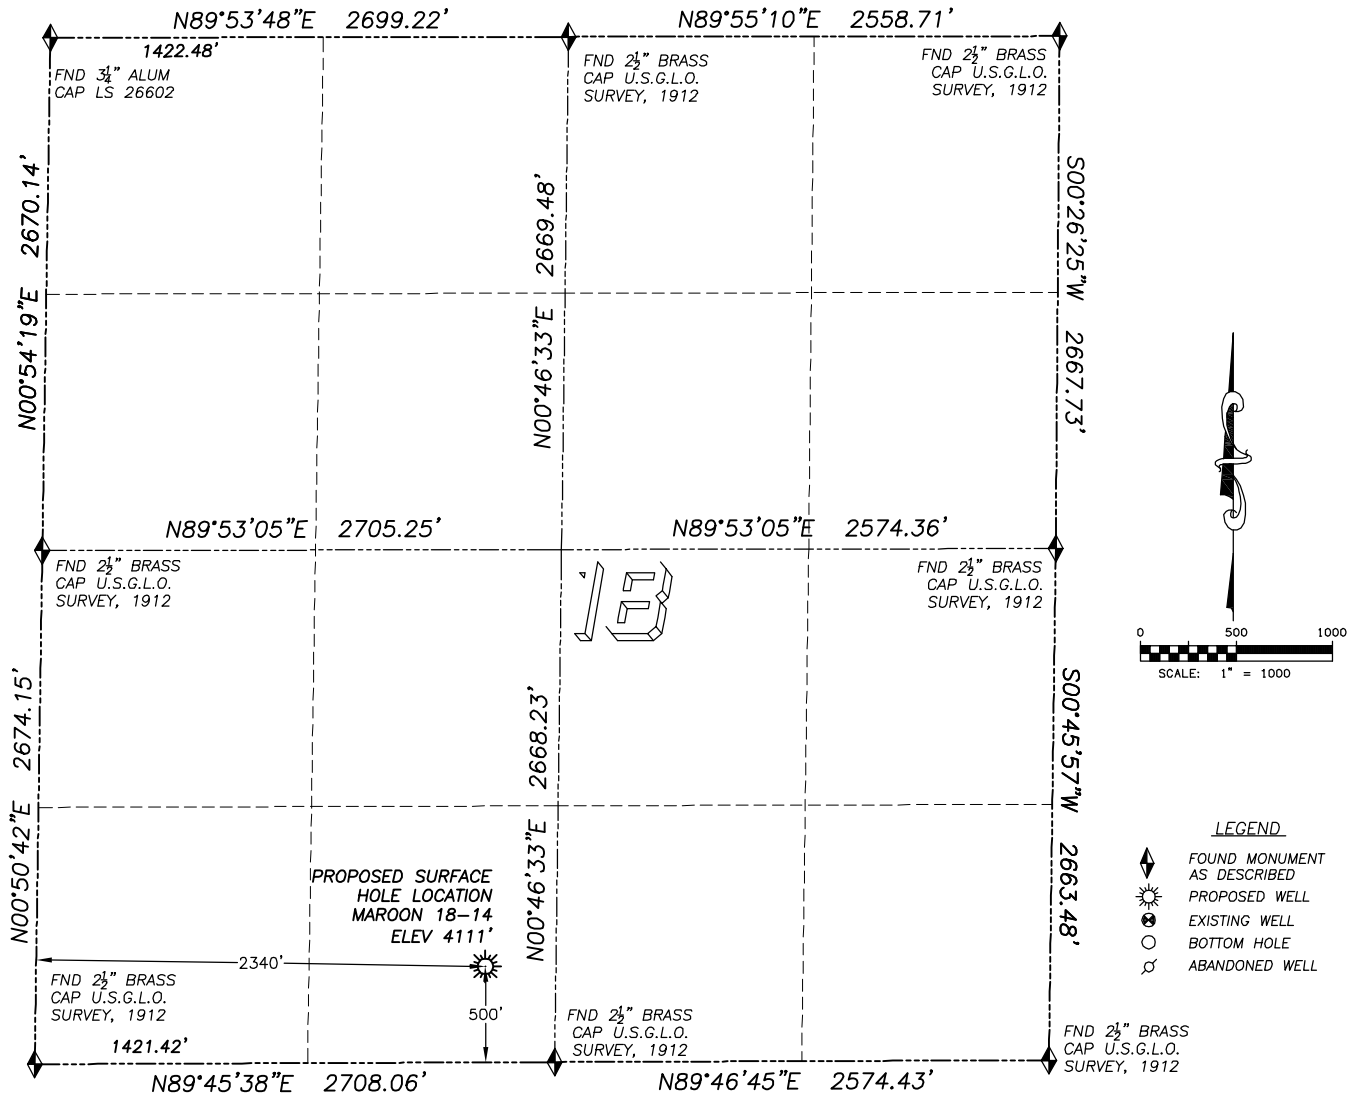 N89°53'48"E 2699.22'
N89°55'10"E 2558.71'
1422.48'
FND 3¼" ALUM
CAP LS 26602
FND 2½" BRASS
CAP U.S.G.L.O.
SURVEY, 1912
FND 2½" BRASS
CAP U.S.G.L.O.
SURVEY, 1912
N00°54'19"E 2670.14'
N00°46'33"E 2669.48'
S00°26'25"W 2667.73'
N89°53'05"E 2705.25'
N89°53'05"E 2574.36'
FND 2½" BRASS
CAP U.S.G.L.O.
SURVEY, 1912
18
FND 2½" BRASS
CAP U.S.G.L.O.
SURVEY, 1912
0 500 1000
SCALE: 1" = 1000
N00°50'42"E 2674.15'
N00°46'33"E 2668.23'
S00°45'57"W 2663.48'
PROPOSED SURFACE
HOLE LOCATION
MAROON 18-14
ELEV 4111'
2340'
500'
FND 2½" BRASS
CAP U.S.G.L.O.
SURVEY, 1912
1421.42'
FND 2½" BRASS
CAP U.S.G.L.O.
SURVEY, 1912
FND 2½" BRASS
CAP U.S.G.L.O.
SURVEY, 1912
N89°45'38"E 2708.06'
N89°46'45"E 2574.43'
LEGEND
FOUND MONUMENT
AS DESCRIBED
PROPOSED WELL
EXISTING WELL
BOTTOM HOLE
ABANDONED WELL